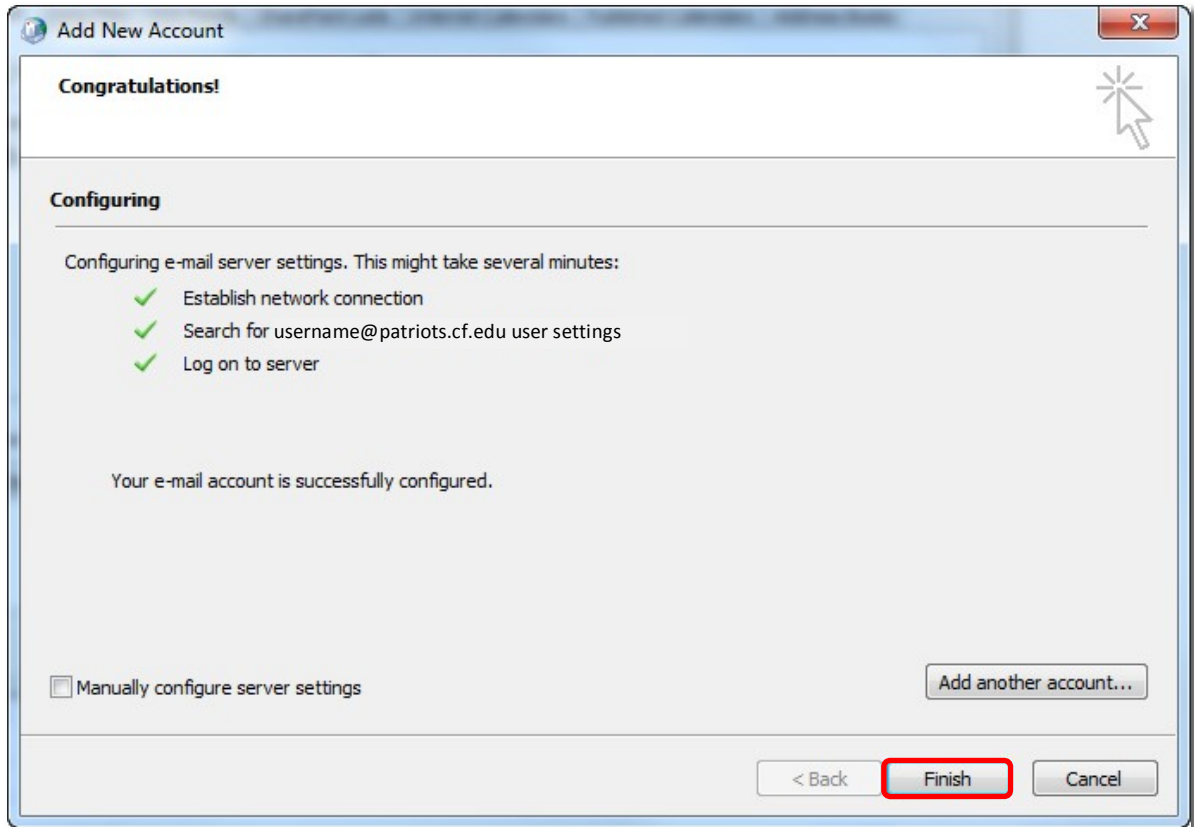 Add New Account
Congratulations!
Configuring
Configuring e-mail server settings. This might take several minutes:
Establish network connection
Search for username@patriots.cf.edu user settings
Log on to server
Your e-mail account is successfully configured.
Manually configure server settings
Add another account...
< Back
Finish
Cancel